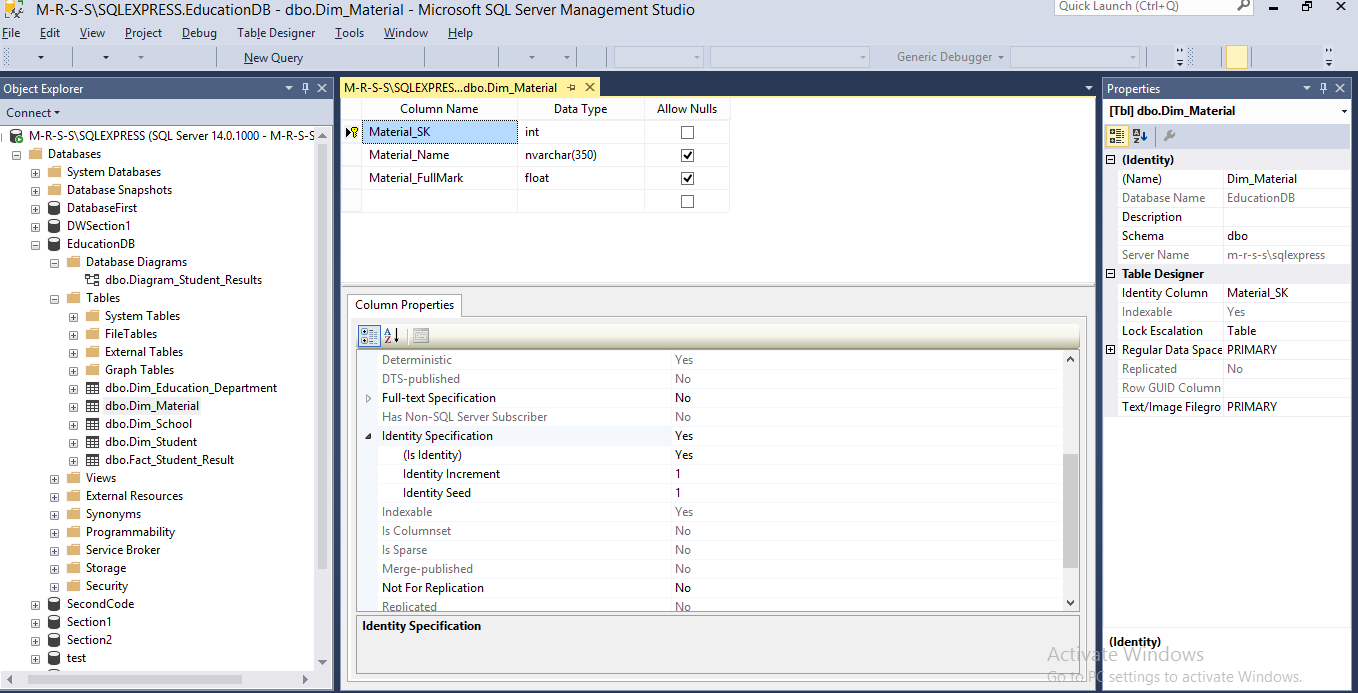 M-R-S-S\SQLEXPRESS.EducationDB - dbo.Dim_Material - Microsoft SQL Server Management Studio
Quick Launch (Ctrl+Q)
File Edit View Project Debug Table Designer Tools Window Help
New Query
Generic Debugger
Object Explorer
Connect
M-R-S-S\SQLEXPRESS (SQL Server 14.0.1000 - M-R-S-S
Databases
System Databases
Database Snapshots
DatabaseFirst
DWSection1
EducationDB
Database Diagrams
dbo.Diagram_Student_Results
Tables
System Tables
FileTables
External Tables
Graph Tables
dbo.Dim_Education_Department
dbo.Dim_Material
dbo.Dim_School
dbo.Dim_Student
dbo.Fact_Student_Result
Views
External Resources
Synonyms
Programmability
Service Broker
Storage
Security
SecondCode
Section1
Section2
test
M-R-S-S\SQLEXPRES...dbo.Dim_Material
Column Name Data Type Allow Nulls
Material_SK int
Material_Name nvarchar(350)
Material_FullMark float
Column Properties
Deterministic Yes
DTS-published No
Full-text Specification No
Has Non-SQL Server Subscriber No
Identity Specification Yes
(Is Identity) Yes
Identity Increment 1
Identity Seed 1
Indexable Yes
Is Columnset No
Is Sparse No
Merge-published No
Not For Replication No
Replicated No
Identity Specification
Properties
[Tbl] dbo.Dim_Material
(Identity)
(Name) Dim_Material
Database Name EducationDB
Description
Schema dbo
Server Name m-r-s-s\sqlexpress
Table Designer
Identity Column Material_SK
Indexable Yes
Lock Escalation Table
Regular Data Space PRIMARY
Replicated No
Row GUID Column
Text/Image Filegro PRIMARY
(Identity)
Activate Windows
Go to PC settings to activate Windows.